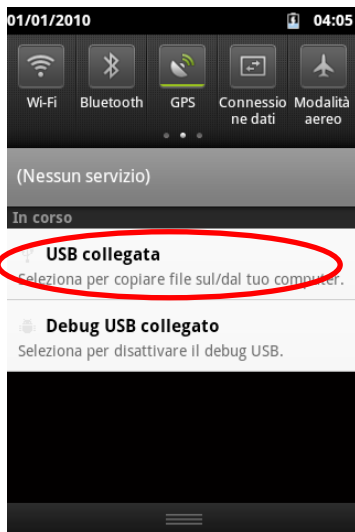 01/01/2010 04:05
Wi-Fi Bluetooth GPS Connessio Modalità
ne dati aereo
(Nessun servizio)
In corso
USB collegata
Seleziona per copiare file sul/dal tuo computer.
Debug USB collegato
Seleziona per disattivare il debug USB.